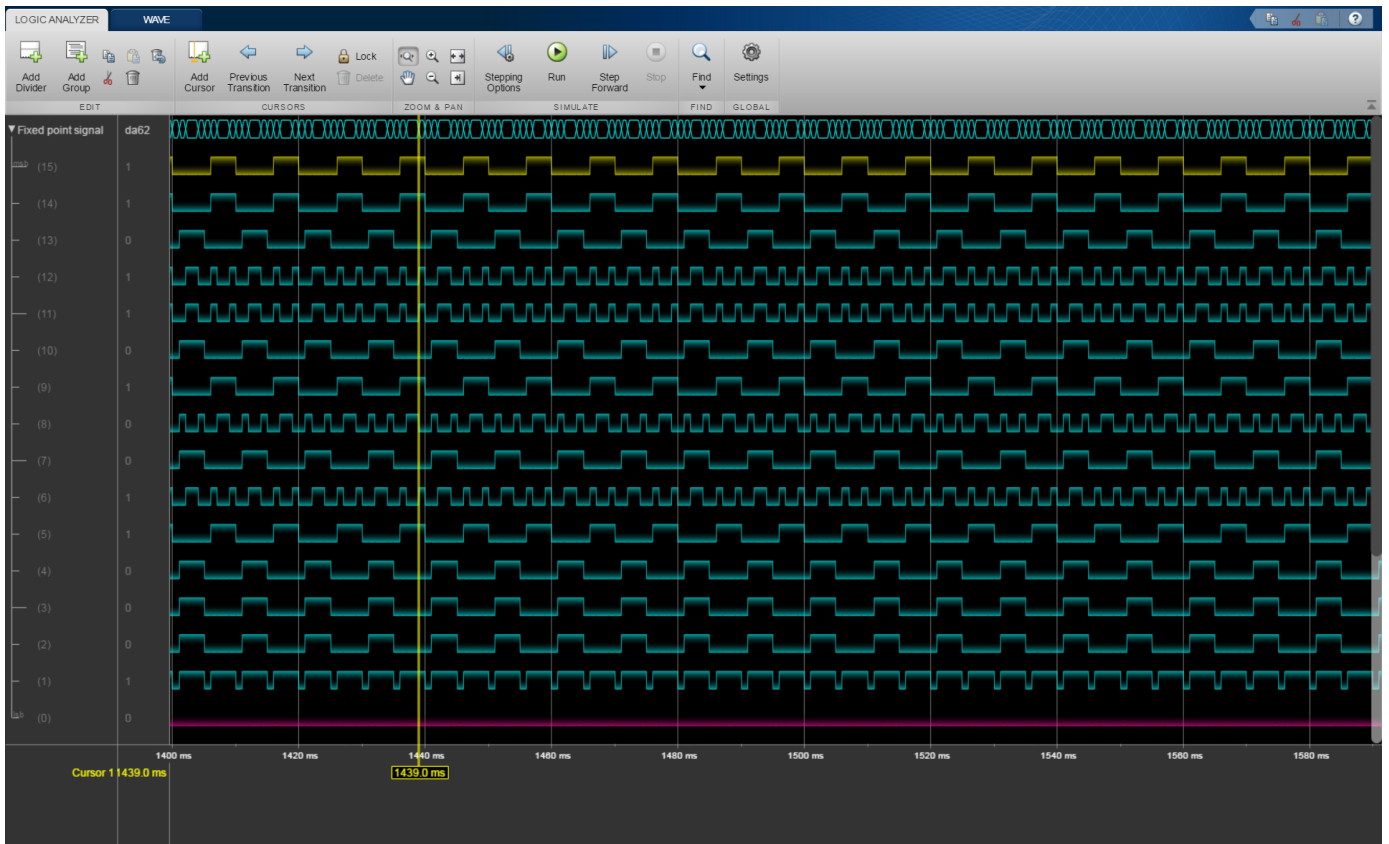 LOGIC ANALYZER WAVE
?
Add Divider
Add Group
Add Cursor
Previous Transition
Next Transition
Lock
Delete
Stepping Options
Run
Step Forward
Stop
Find
Settings
EDIT CURSORS ZOOM & PAN SIMULATE FIND GLOBAL
Fixed point signal da62
msb (15) 1
(14) 1
(13) 0
(12) 1
(11) 1
(10) 0
(9) 1
(8) 0
(7) 0
(6) 1
(5) 1
(4) 0
(3) 0
(2) 0
(1) 1
lsb (0) 0
1400 ms 1420 ms 1440 ms 1460 ms 1480 ms 1500 ms 1520 ms 1540 ms 1560 ms 1580 ms
Cursor 1 1439.0 ms 1439.0 ms